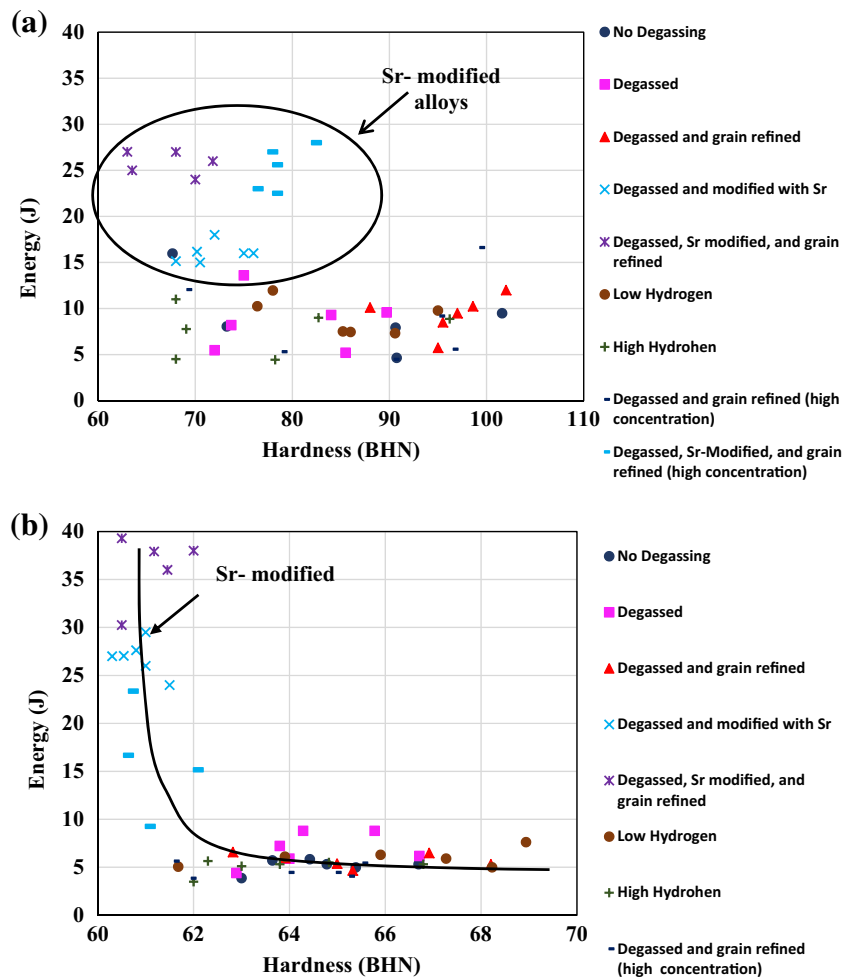 (a)
40
35
30
25
20
15
10
5
0
Energy (J)
60 70 80 90 100 110
Hardness (BHN)
Sr- modified
alloys
No Degassing
Degassed
Degassed and grain refined
Degassed and modified with Sr
Degassed, Sr modified, and grain
refined
Low Hydrogen
High Hydrohen
Degassed and grain refined (high
concentration)
Degassed, Sr-Modified, and grain
refined (high concentration)
(b)
40
35
30
25
20
15
10
5
0
Energy (J)
60 62 64 66 68 70
Hardness (BHN)
Sr- modified
No Degassing
Degassed
Degassed and grain refined
Degassed and modified with Sr
Degassed, Sr modified, and
grain refined
Low Hydrogen
High Hydrohen
Degassed and grain refined
(high concentration)